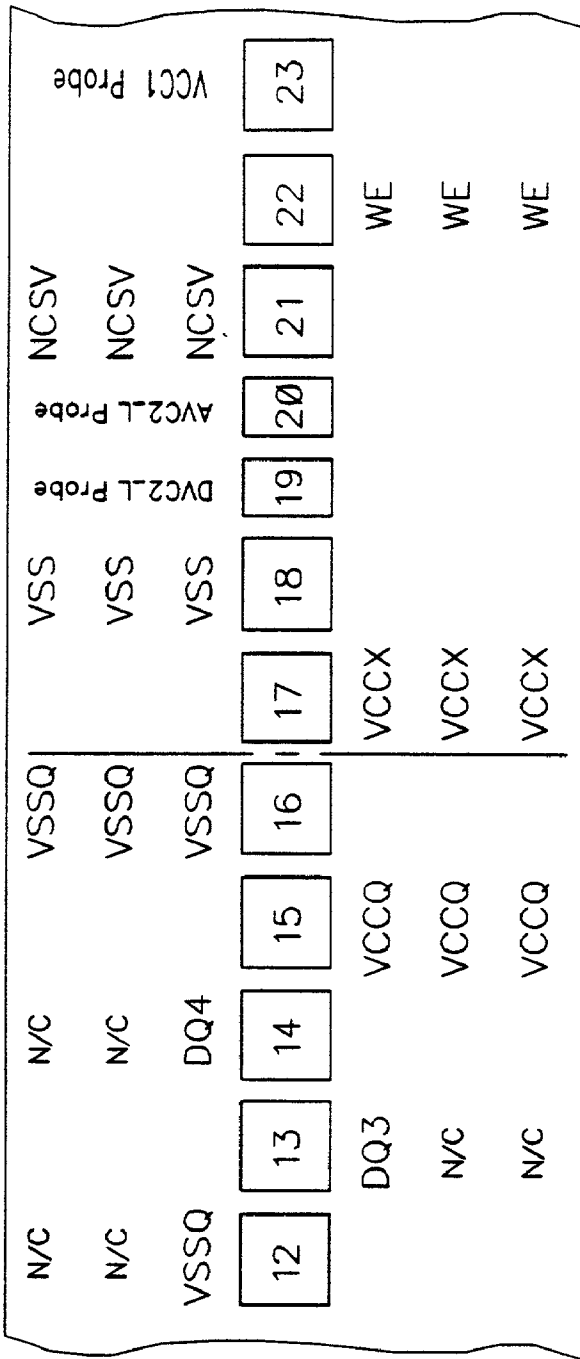 N/C N/C VSSQ VSS NCSV
N/C N/C VSSQ VSS NCSV
VSSQ DQ4 VSSQ VSS NCSV
DVC2_L Probe
AVC2_L Probe
VCC1 Probe
12 13 14 15 16 17 18 19 20 21 22 23
DQ3 VCCQ VCCX WE
N/C VCCQ VCCX WE
N/C VCCQ VCCX WE